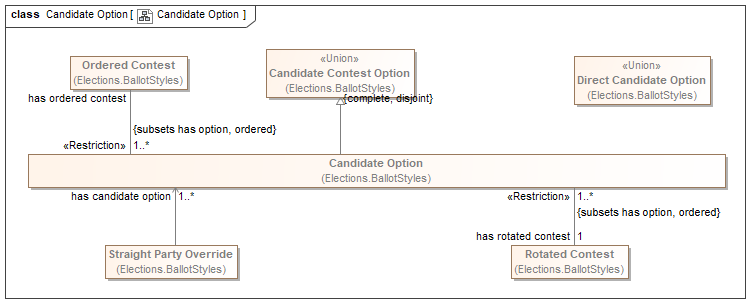 class Candidate Option [ Candidate Option ]
Ordered Contest
(Elections.BallotStyles)
«Union»
Candidate Contest Option
(Elections.BallotStyles)
«Union»
Direct Candidate Option
(Elections.BallotStyles)
has ordered contest
{complete, disjoint}
{subsets has option, ordered}
«Restriction» 1..*
Candidate Option
(Elections.BallotStyles)
has candidate option 1..*
«Restriction» 1..*
{subsets has option, ordered}
has rotated contest 1
Straight Party Override
(Elections.BallotStyles)
Rotated Contest
(Elections.BallotStyles)